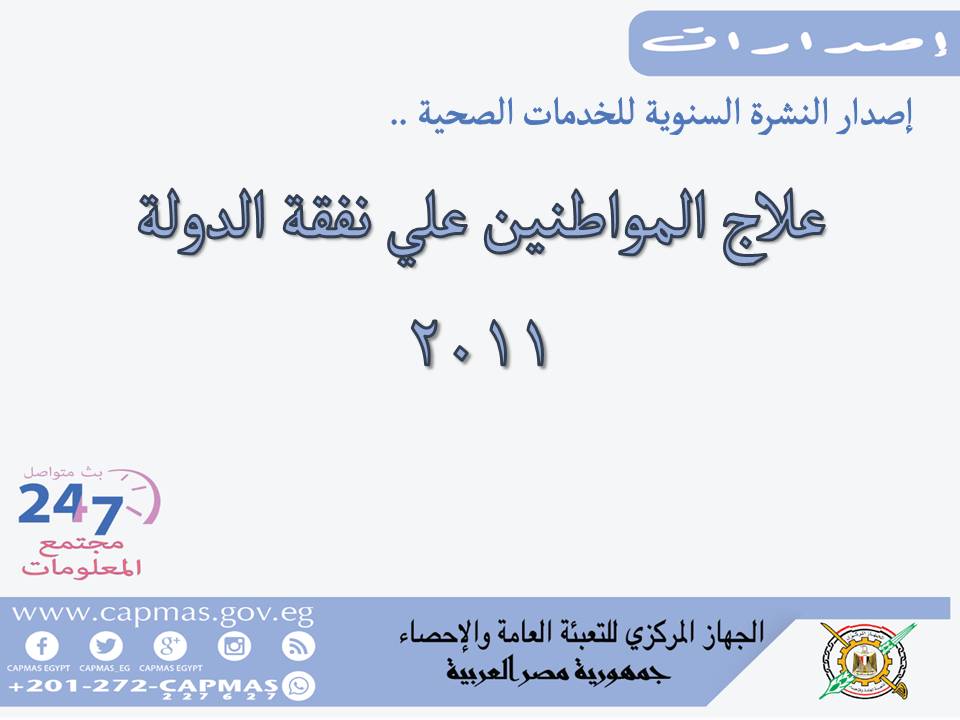 إصدارات
إصدار النشرة السنوية للخدمات الصحية ..
علاج المواطنين علي نفقة الدولة
٢٠١١
بث متواصل
247
مجتمع
المعلومات
www.capmas.gov.eg
CAPMAS EGYPT CAPMAS_EG CAPMAS EGYPT
+201-272-CAPMAS
227627
الجهاز المركزي للتعبئة العامة والإحصاء
جمهورية مصر العربية